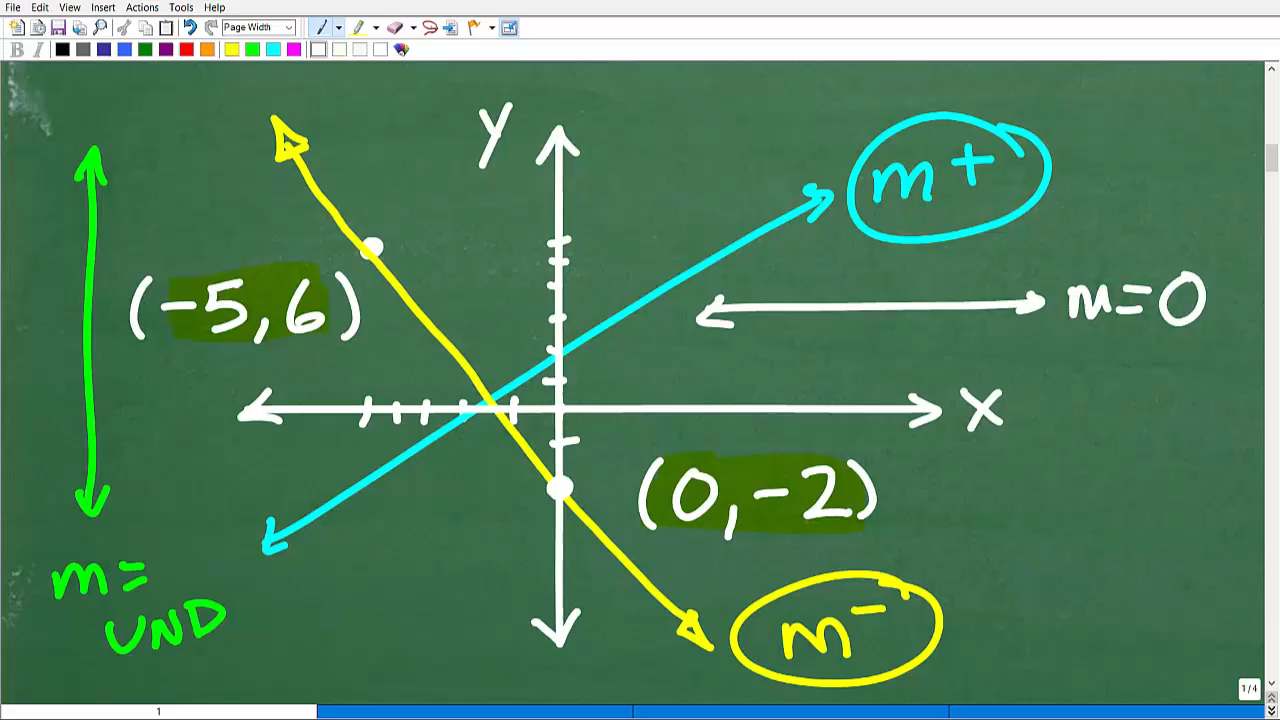 File Edit View Insert Actions Tools Help
Page Width
B I
y
m+
(-5,6)
m=0
x
(0,-2)
m=
UND
m-
1/4
1